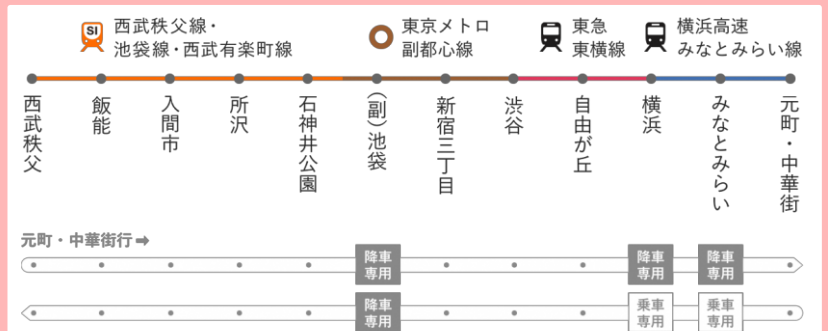 SI
西武秩父線・
池袋線・西武有楽町線
東京メトロ
副都心線
東急
東横線
横浜高速
みなとみらい線
西武秩父
飯能
入間市
所沢
石神井公園
(副)池袋
新宿三丁目
渋谷
自由が丘
横浜
みなとみらい
元町・中華街
元町・中華街行➡
降車
専用
降車
専用
降車
専用
降車
専用
乗車
専用
乗車
専用